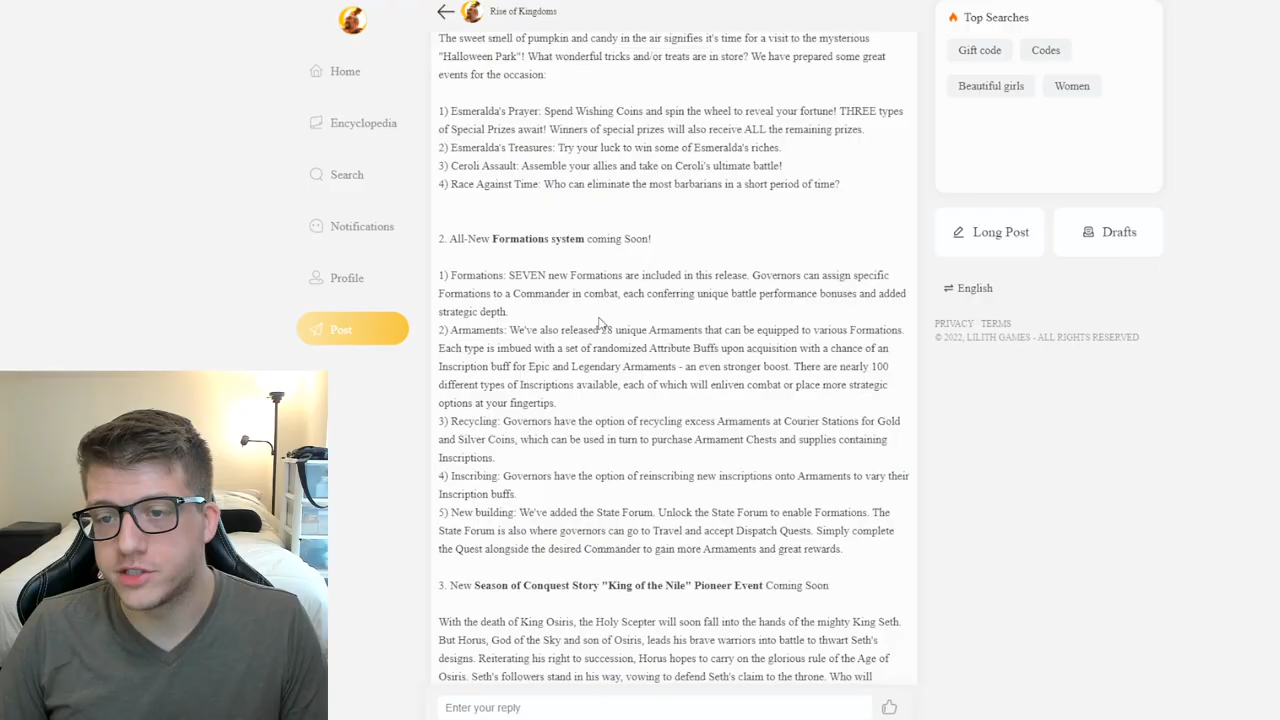 Rise of Kingdoms
Home
Encyclopedia
Search
Notifications
Profile
Post
The sweet smell of pumpkin and candy in the air signifies it's time for a visit to the mysterious
"Halloween Park"! What wonderful tricks and/or treats are in store? We have prepared some great
events for the occasion:
1) Esmeralda's Prayer: Spend Wishing Coins and spin the wheel to reveal your fortune! THREE types
of Special Prizes await! Winners of special prizes will also receive ALL the remaining prizes.
2) Esmeralda's Treasures: Try your luck to win some of Esmeralda's riches.
3) Ceroli Assault: Assemble your allies and take on Ceroli's ultimate battle!
4) Race Against Time: Who can eliminate the most barbarians in a short period of time?
2. All-New Formations system coming Soon!
1) Formations: SEVEN new Formations are included in this release. Governors can assign specific
Formations to a Commander in combat, each conferring unique battle performance bonuses and added
strategic depth.
2) Armaments: We've also released unique Armaments that can be equipped to various Formations.
Each type is imbued with a set of randomized Attribute Buffs upon acquisition with a chance of an
Inscription buff for Epic and Legendary Armaments - an even stronger boost. There are nearly 100
different types of Inscriptions available, each of which will enliven combat or place more strategic
options at your fingertips.
3) Recycling: Governors have the option of recycling excess Armaments at Courier Stations for Gold
and Silver Coins, which can be used in turn to purchase Armament Chests and supplies containing
Inscriptions.
4) Inscribing: Governors have the option of reinscribing new inscriptions onto Armaments to vary their
Inscription buffs.
5) New building: We've added the State Forum. Unlock the State Forum to enable Formations. The
State Forum is also where governors can go to Travel and accept Dispatch Quests. Simply complete
the Quest alongside the desired Commander to gain more Armaments and great rewards.
3. New Season of Conquest Story "King of the Nile" Pioneer Event Coming Soon
With the death of King Osiris, the Holy Scepter will soon fall into the hands of the mighty King Seth.
But Horus, God of the Sky and son of Osiris, leads his brave warriors into battle to thwart Seth's
designs. Reiterating his right to succession, Horus hopes to carry on the glorious rule of the Age of
Osiris. Seth's followers stand in his way, vowing to defend Seth's claim to the throne. Who will
Enter your reply
Top Searches
Gift code
Codes
Beautiful girls
Women
Long Post
Drafts
English
PRIVACY TERMS
© 2022, LILITH GAMES - ALL RIGHTS RESERVED